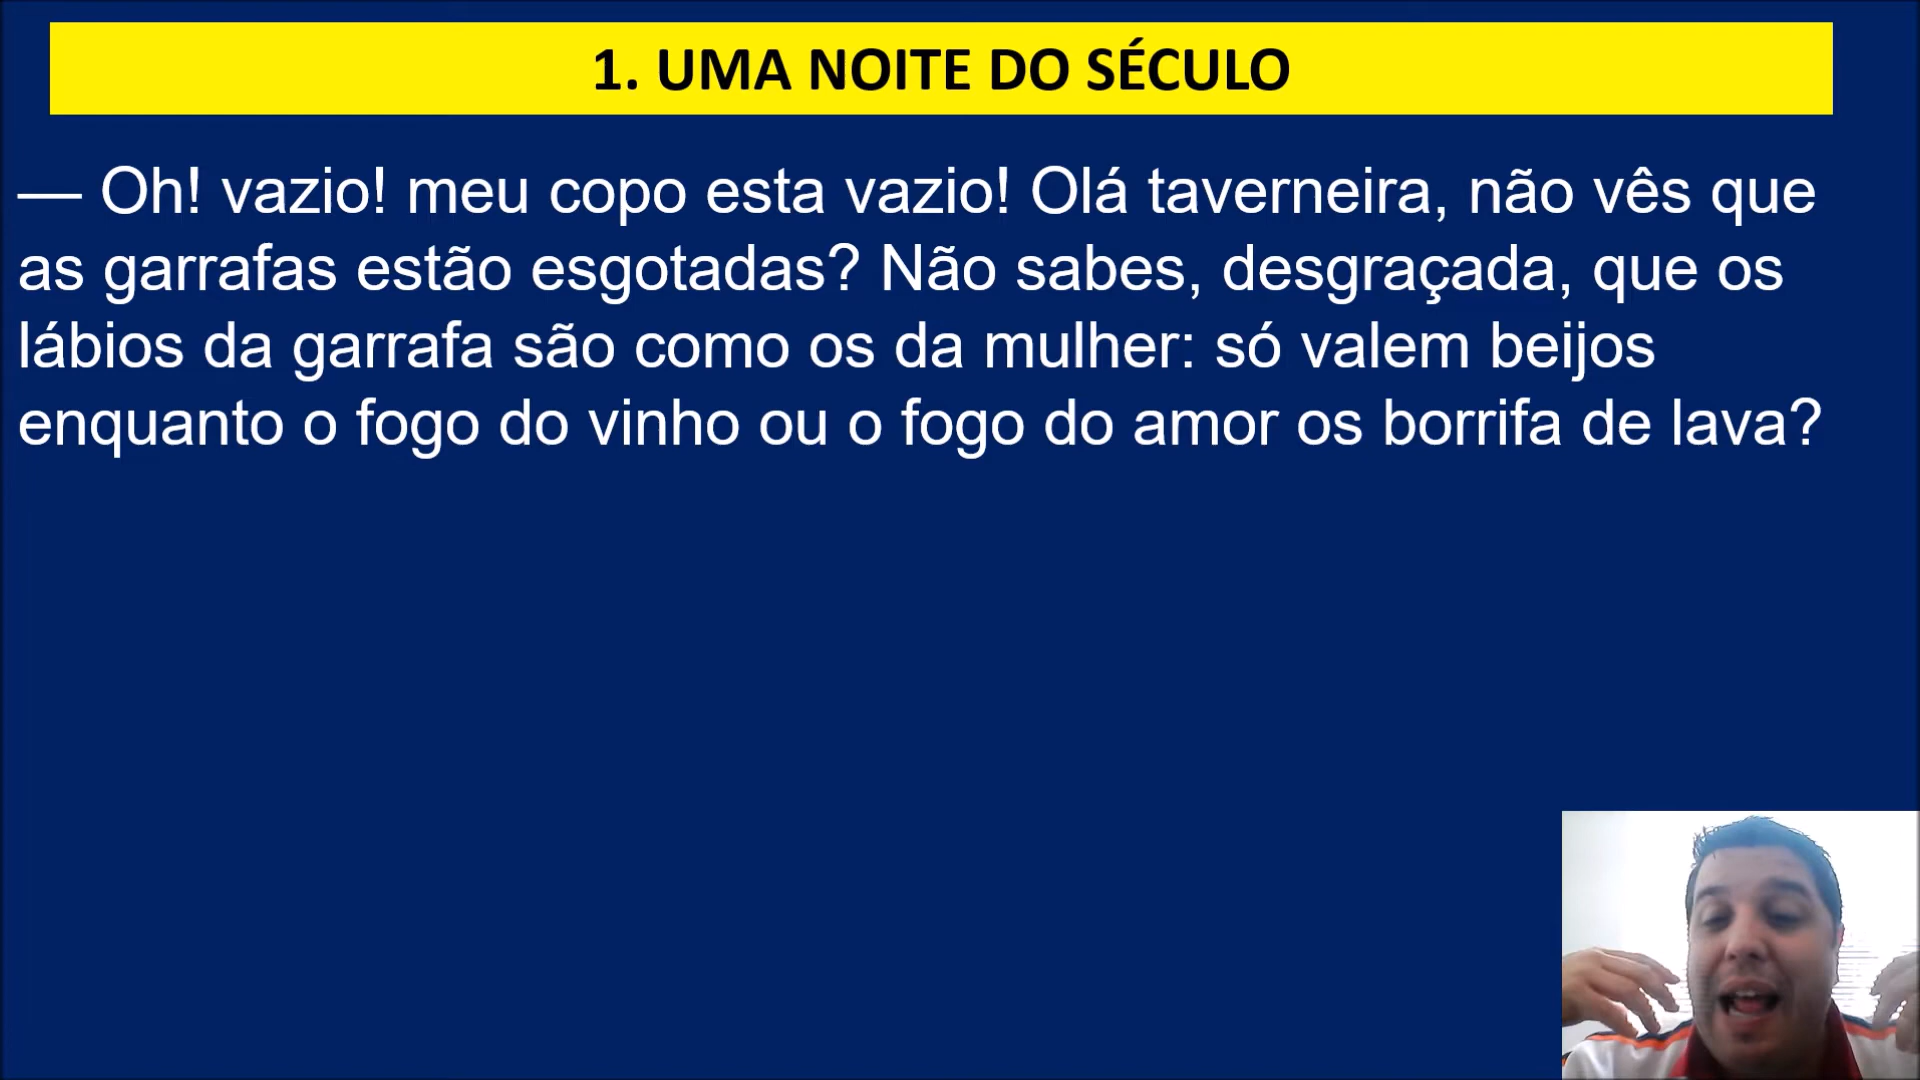 1. UMA NOITE DO SÉCULO
— Oh! vazio! meu copo esta vazio! Olá taverneira, não vês que
as garrafas estão esgotadas? Não sabes, desgraçada, que os
lábios da garrafa são como os da mulher: só valem beijos
enquanto o fogo do vinho ou o fogo do amor os borrifa de lava?